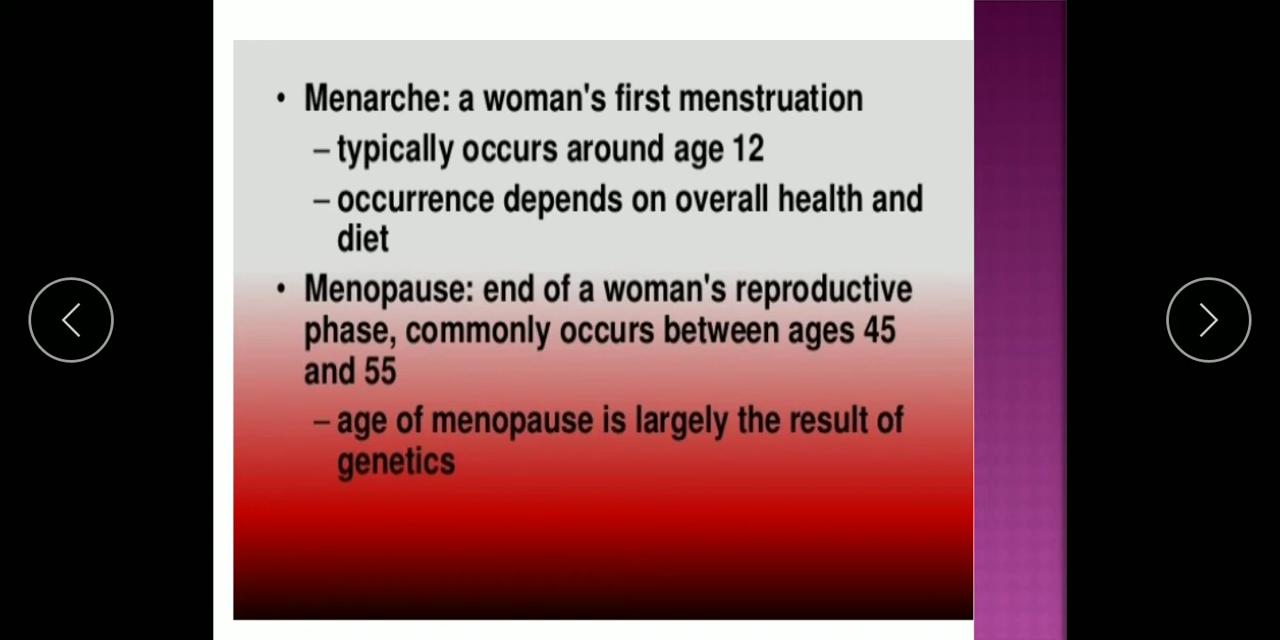 • Menarche: a woman's first menstruation
– typically occurs around age 12
– occurrence depends on overall health and
diet
• Menopause: end of a woman's reproductive
phase, commonly occurs between ages 45
and 55
– age of menopause is largely the result of
genetics